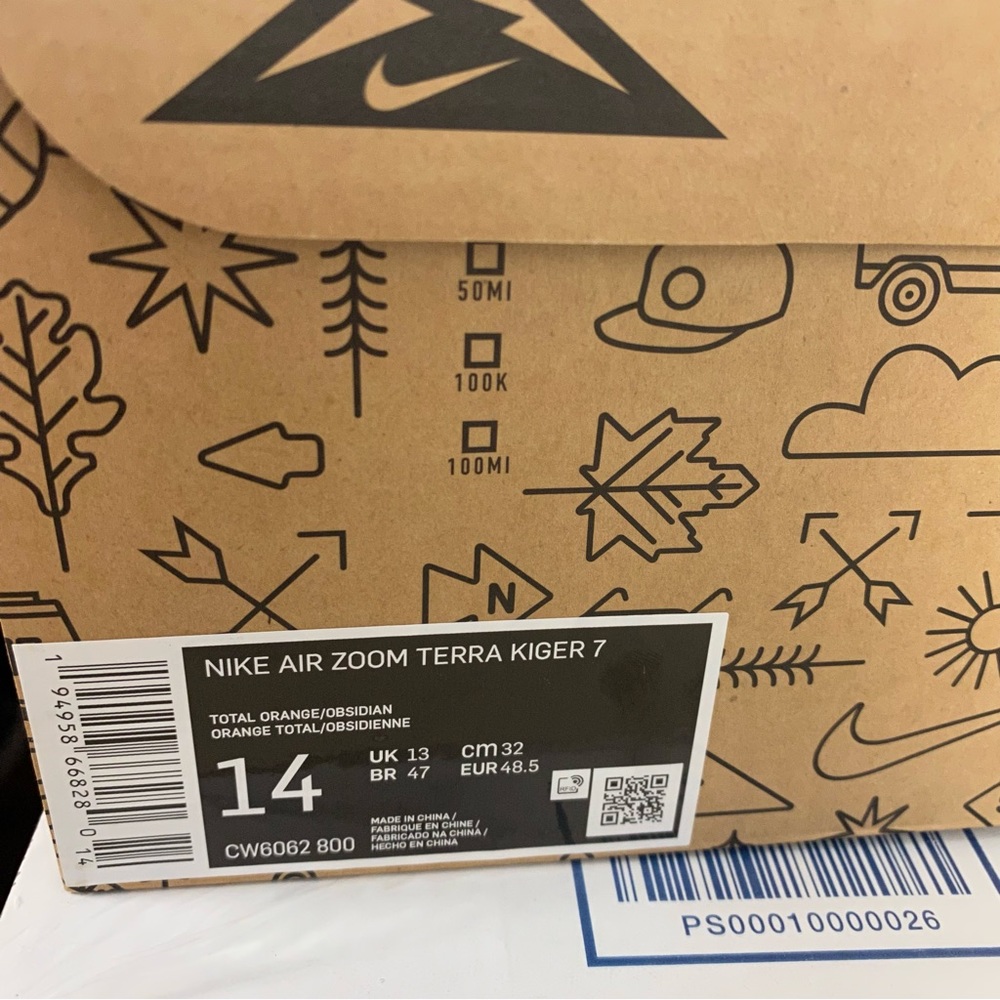 50MI
100K
100MI
N
NIKE AIR ZOOM TERRA KIGER 7
TOTAL ORANGE/OBSIDIAN
ORANGE TOTAL/OBSIDIENNE
14
UK 13 cm 32
BR 47 EUR 48.5
CW6062 800
MADE IN CHINA /
FABRIQUE EN CHINE /
FABRICADO NA CHINA /
HECHO EN CHINA
RFID
1 94958 66828 0 14
PS00010000026